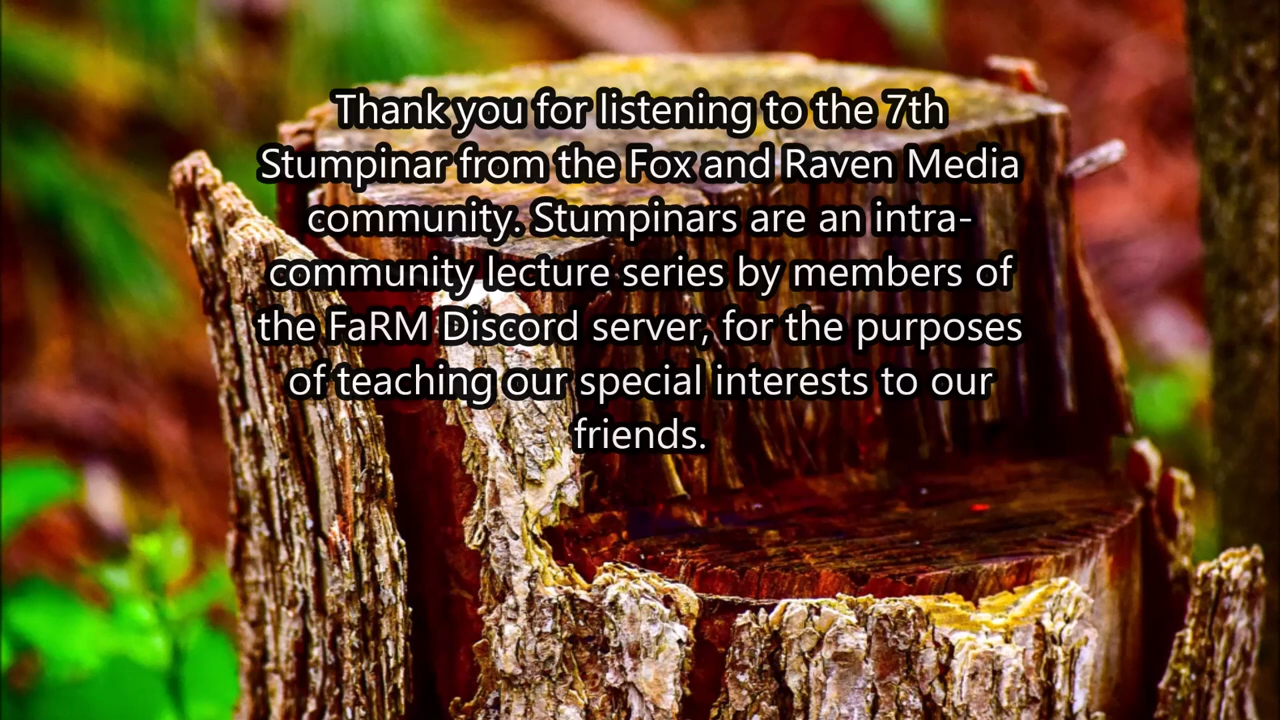 Thank you for listening to the 7th
Stumpinar from the Fox and Raven Media
community. Stumpinars are an intra-
community lecture series by members of
the FaRM Discord server, for the purposes
of teaching our special interests to our
friends.